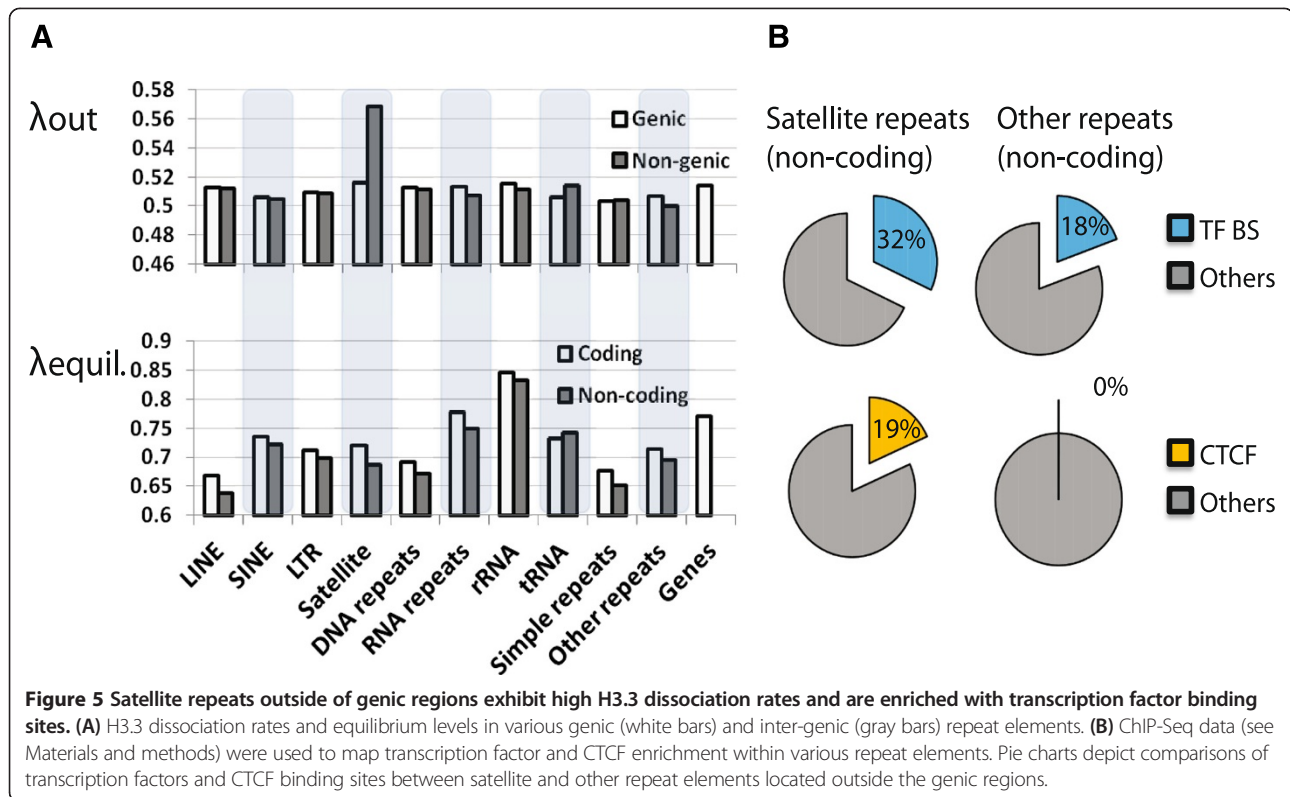 A
B
λout
0.58
0.56
0.54
0.52
0.5
0.48
0.46
Genic
Non-genic
λequil.
0.9
0.85
0.8
0.75
0.7
0.65
0.6
Coding
Non-coding
LINE
SINE
LTR
Satellite
DNA repeats
RNA repeats
rRNA
tRNA
Simple repeats
Other repeats
Genes
Satellite repeats
(non-coding)
Other repeats
(non-coding)
32%
18%
TF BS
Others
19%
0%
CTCF
Others
Figure 5 Satellite repeats outside of genic regions exhibit high H3.3 dissociation rates and are enriched with transcription factor binding
sites. (A) H3.3 dissociation rates and equilibrium levels in various genic (white bars) and inter-genic (gray bars) repeat elements. (B) ChIP-Seq data (see
Materials and methods) were used to map transcription factor and CTCF enrichment within various repeat elements. Pie charts depict comparisons of
transcription factors and CTCF binding sites between satellite and other repeat elements located outside the genic regions.